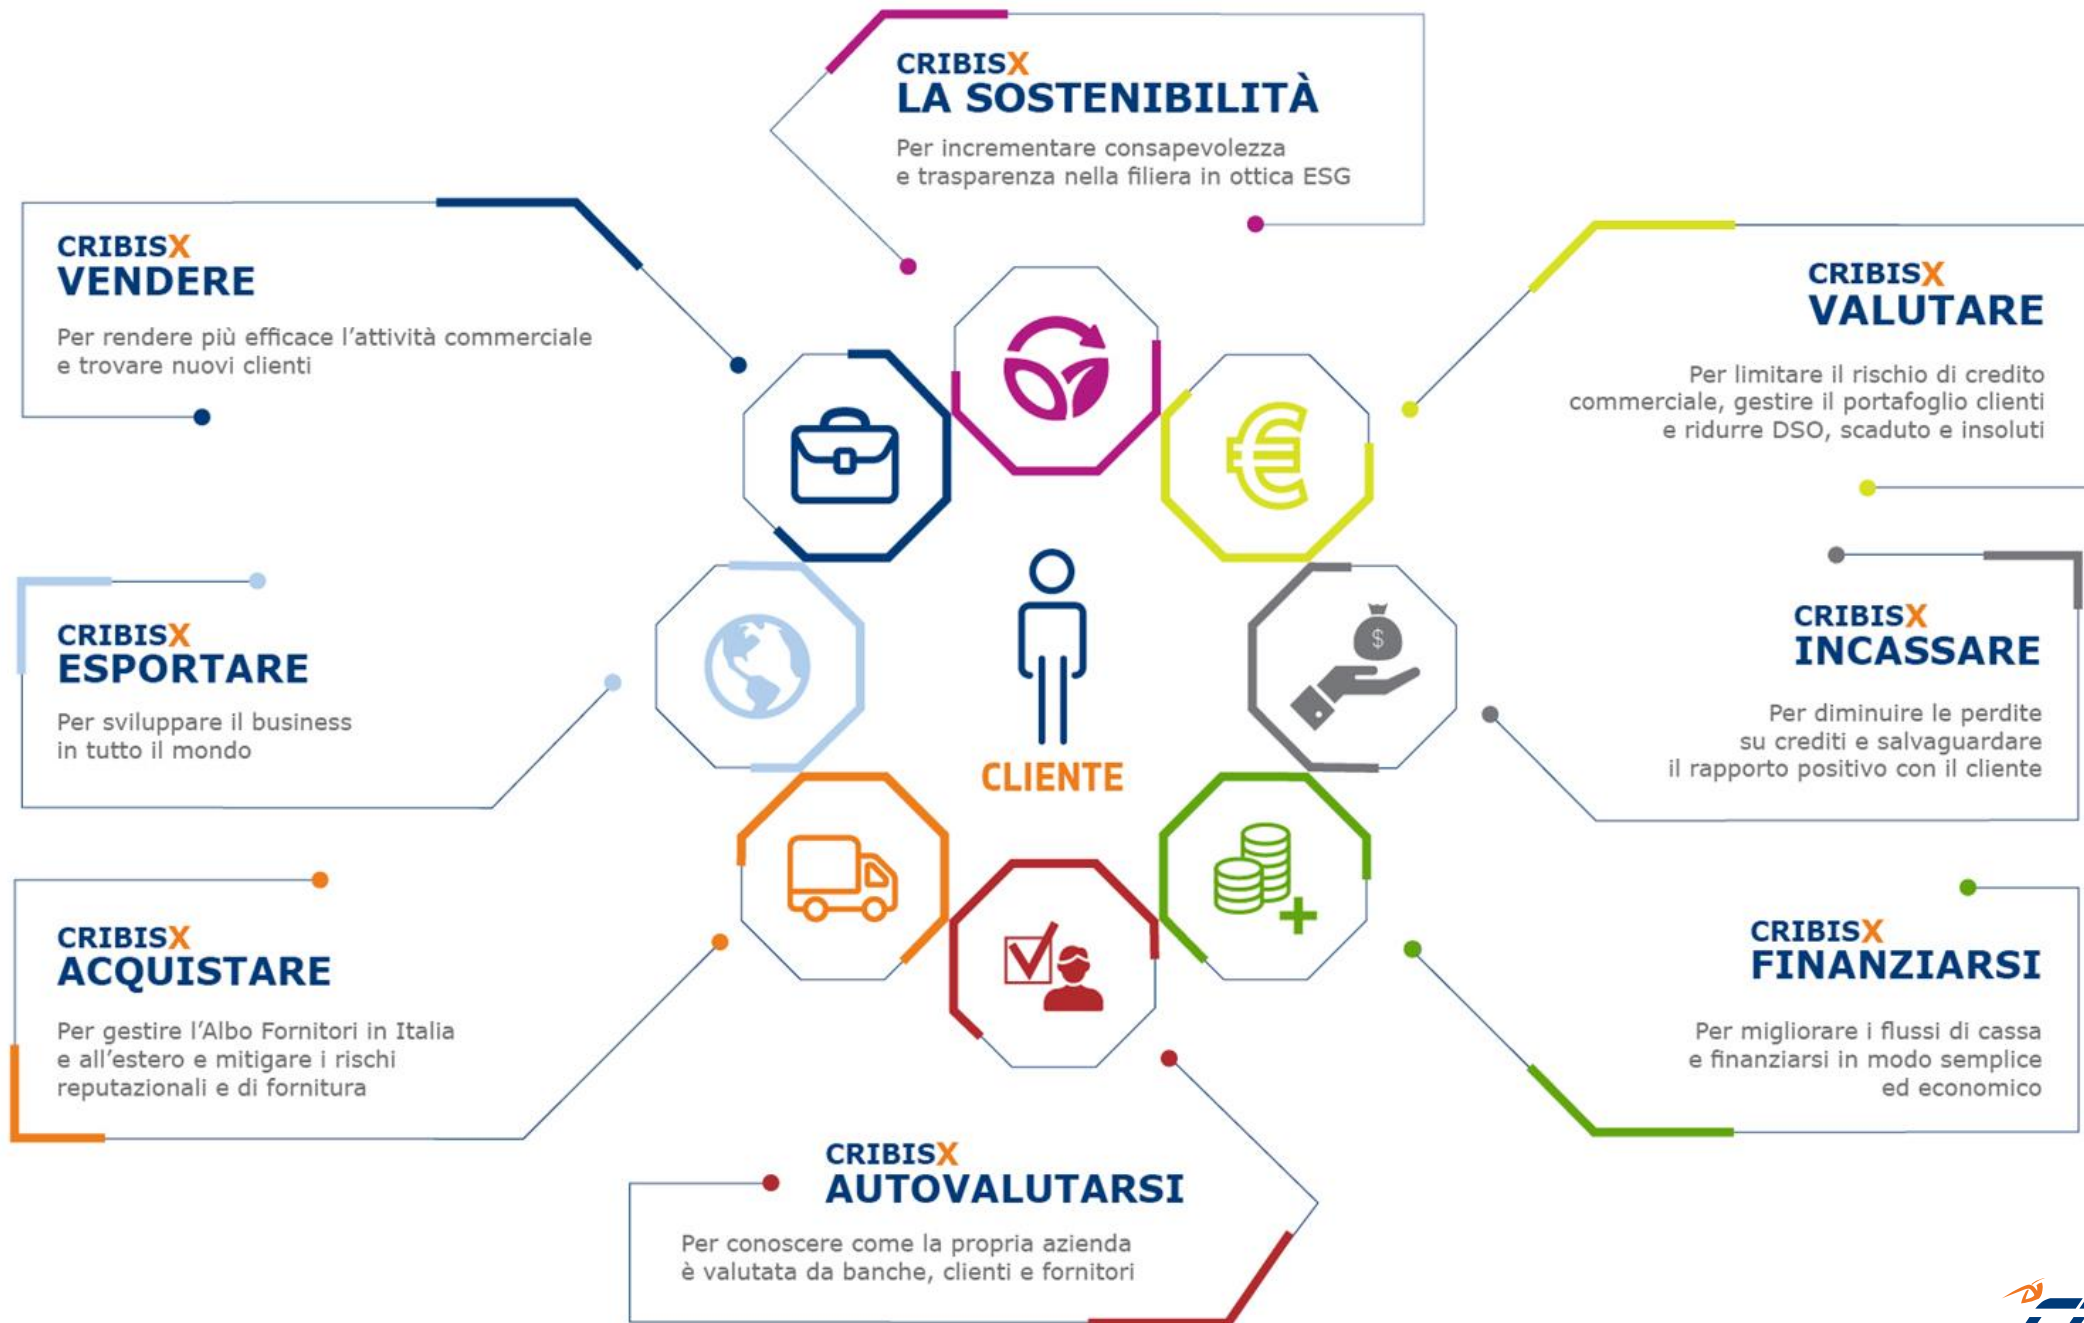 CRIBISX
LA SOSTENIBILITÀ
Per incrementare consapevolezza
e trasparenza nella filiera in ottica ESG
CRIBISX
VENDERE
Per rendere più efficace l’attività commerciale
e trovare nuovi clienti
CRIBISX
VALUTARE
Per limitare il rischio di credito
commerciale, gestire il portafoglio clienti
e ridurre DSO, scaduto e insoluti
CRIBISX
ESPORTARE
Per sviluppare il business
in tutto il mondo
$
CRIBISX
INCASSARE
Per diminuire le perdite
su crediti e salvaguardare
il rapporto positivo con il cliente
CLIENTE
CRIBISX
ACQUISTARE
Per gestire l’Albo Fornitori in Italia
e all’estero e mitigare i rischi
reputazionali e di fornitura
CRIBISX
FINANZIARSI
Per migliorare i flussi di cassa
e finanziarsi in modo semplice
ed economico
CRIBISX
AUTOVALUTARSI
Per conoscere come la propria azienda
è valutata da banche, clienti e fornitori